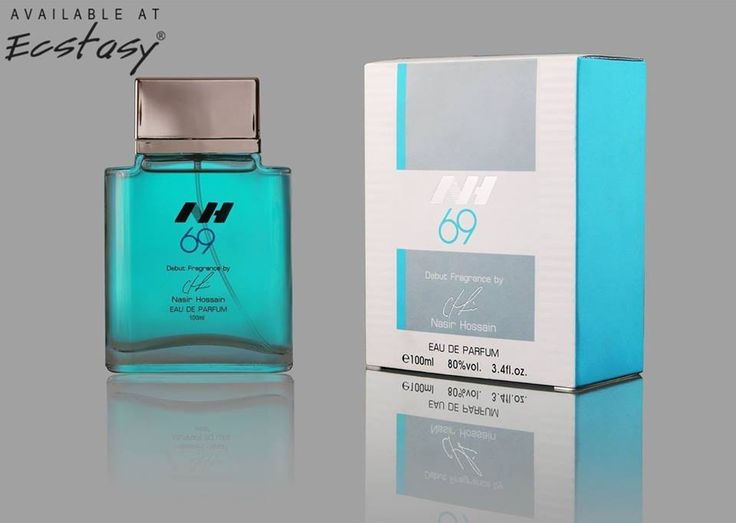 AVAILABLE AT
Ecstasy®
NH
69
Debut Fragrance by
Nasir Hossain
EAU DE PARFUM
100ml
NH
69
Debut Fragrance by
Nasir Hossain
EAU DE PARFUM
℮100ml 80%vol. 3.4fl.oz.